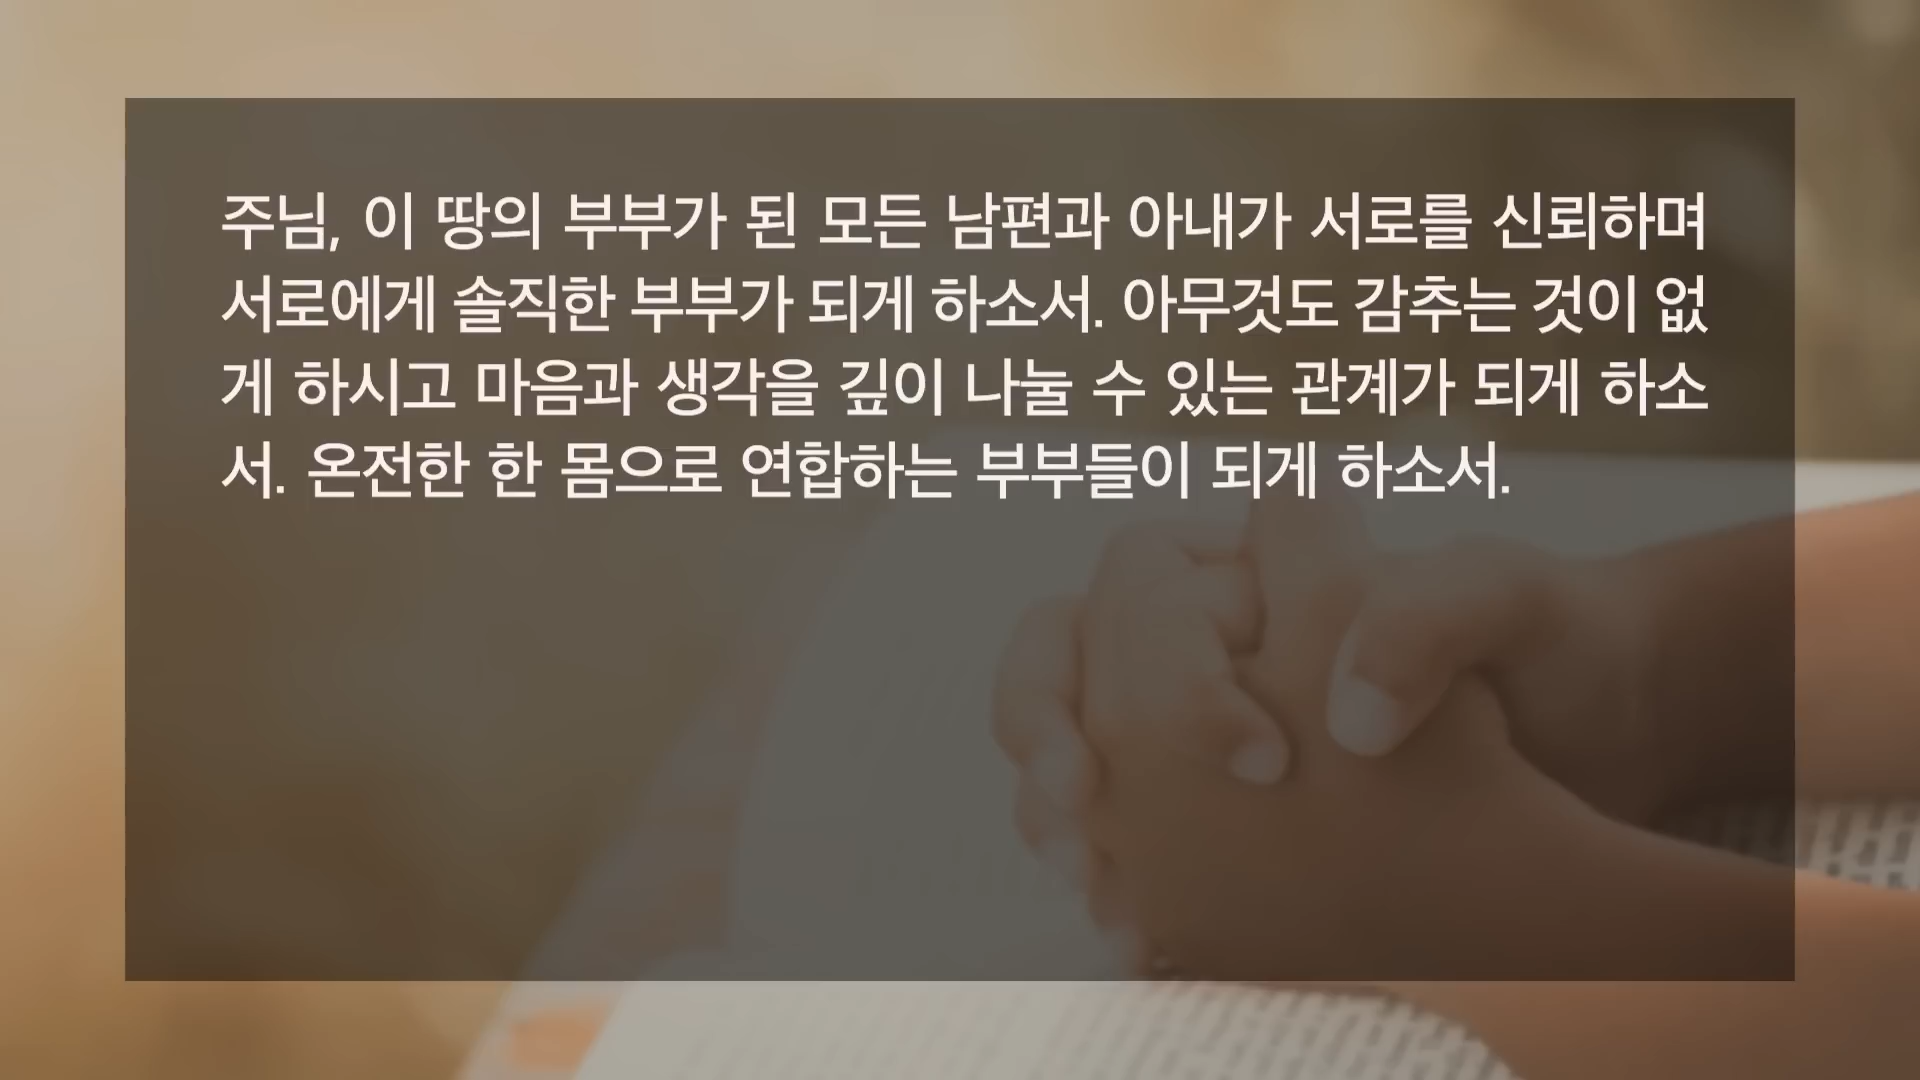 주님, 이 땅의 부부가 된 모든 남편과 아내가 서로를 신뢰하며
서로에게 솔직한 부부가 되게 하소서. 아무것도 감추는 것이 없
게 하시고 마음과 생각을 깊이 나눌 수 있는 관계가 되게 하소
서. 온전한 한 몸으로 연합하는 부부들이 되게 하소서.